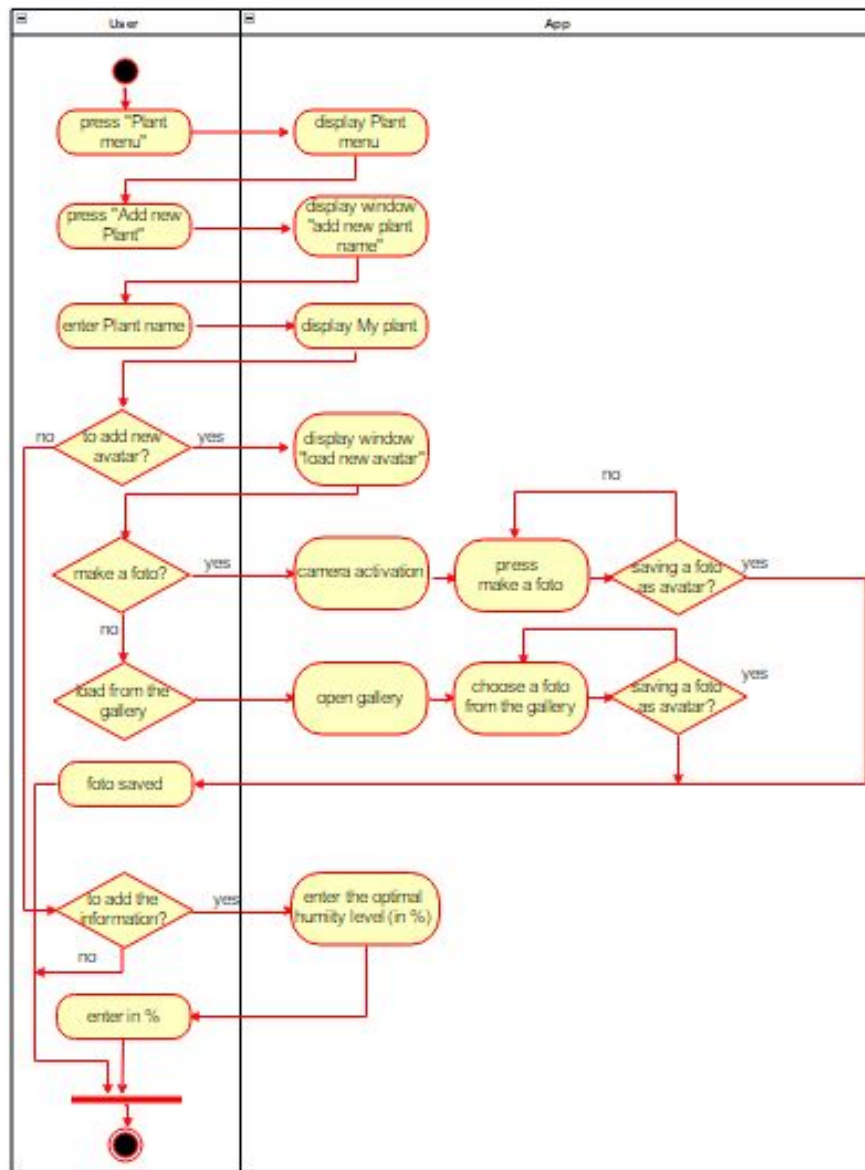 User
App
press "Plant
menu"
display Plant
menu
press "Add new
Plant"
display window
"add new plant
name"
enter Plant name
display My plant
no
to add new
avatar?
yes
display window
"load new avatar"
no
make a foto?
yes
camera activation
press
make a foto
saving a foto
as avatar?
yes
no
load from the
gallery
open gallery
choose a foto
from the gallery
saving a foto
as avatar?
yes
foto saved
to add the
information?
yes
enter the optimal
humiity level (in %)
no
enter in %